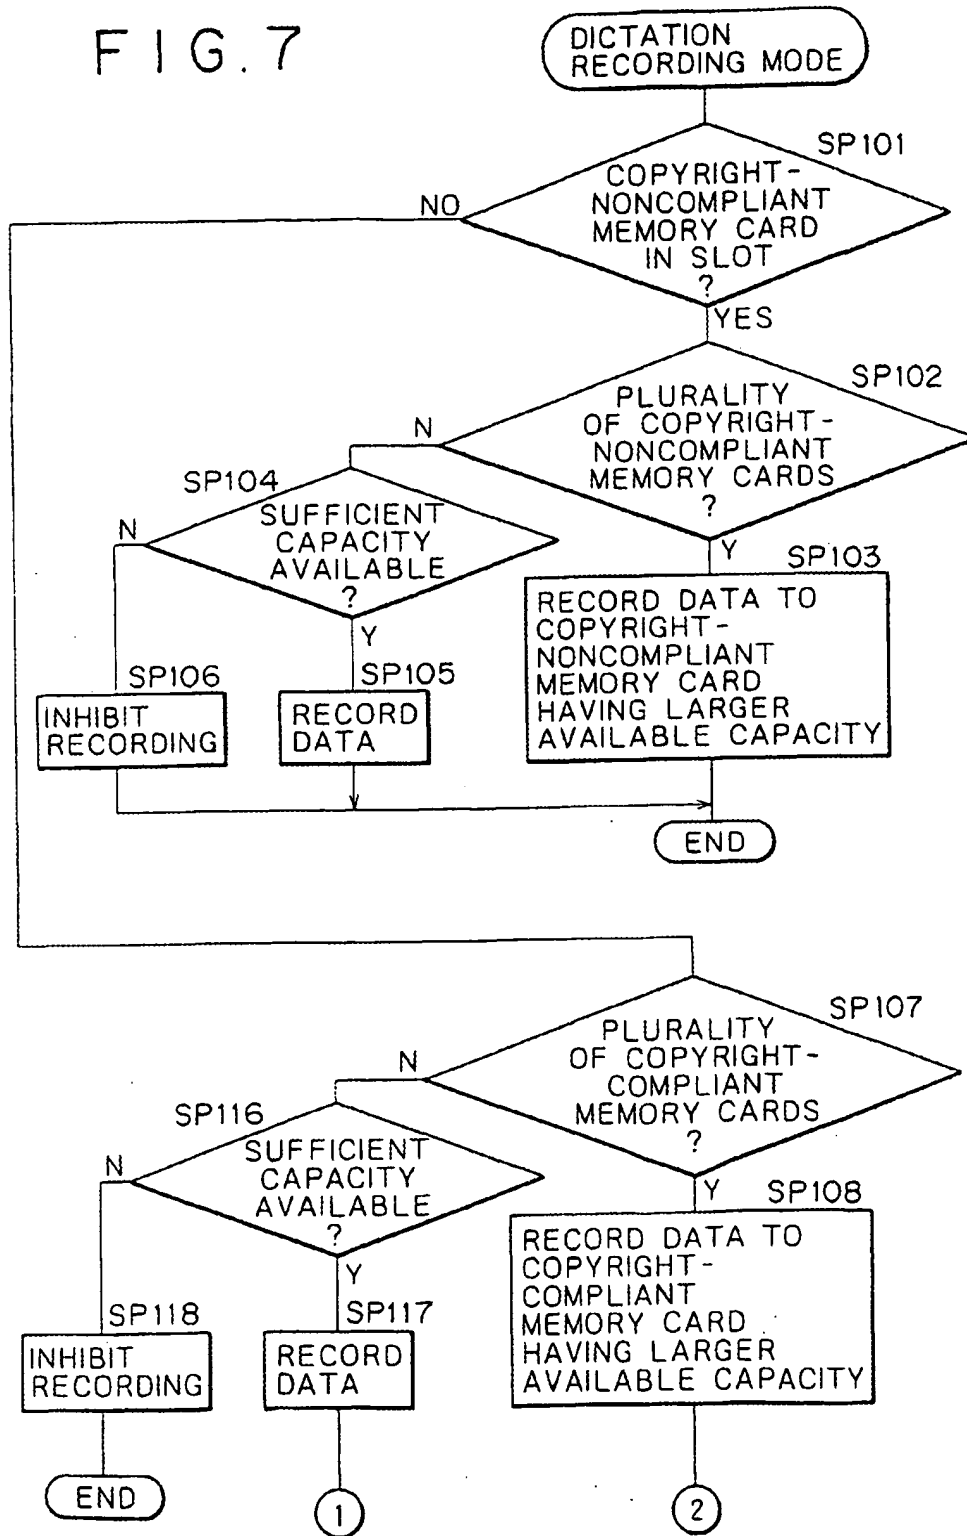 FIG.7
DICTATION
RECORDING MODE
SP101
COPYRIGHT-
NONCOMPLIANT
MEMORY CARD
IN SLOT
?
NO
YES
SP102
PLURALITY
OF COPYRIGHT-
NONCOMPLIANT
MEMORY CARDS
?
N
Y
SP104
SUFFICIENT
CAPACITY
AVAILABLE
?
N
Y
SP103
RECORD DATA TO
COPYRIGHT-
NONCOMPLIANT
MEMORY CARD
HAVING LARGER
AVAILABLE CAPACITY
SP106
INHIBIT
RECORDING
SP105
RECORD
DATA
END
SP107
PLURALITY
OF COPYRIGHT-
COMPLIANT
MEMORY CARDS
?
N
Y
SP116
SUFFICIENT
CAPACITY
AVAILABLE
?
N
Y
SP108
RECORD DATA TO
COPYRIGHT-
COMPLIANT
MEMORY CARD
HAVING LARGER
AVAILABLE CAPACITY
SP118
INHIBIT
RECORDING
SP117
RECORD
DATA
END
1
2